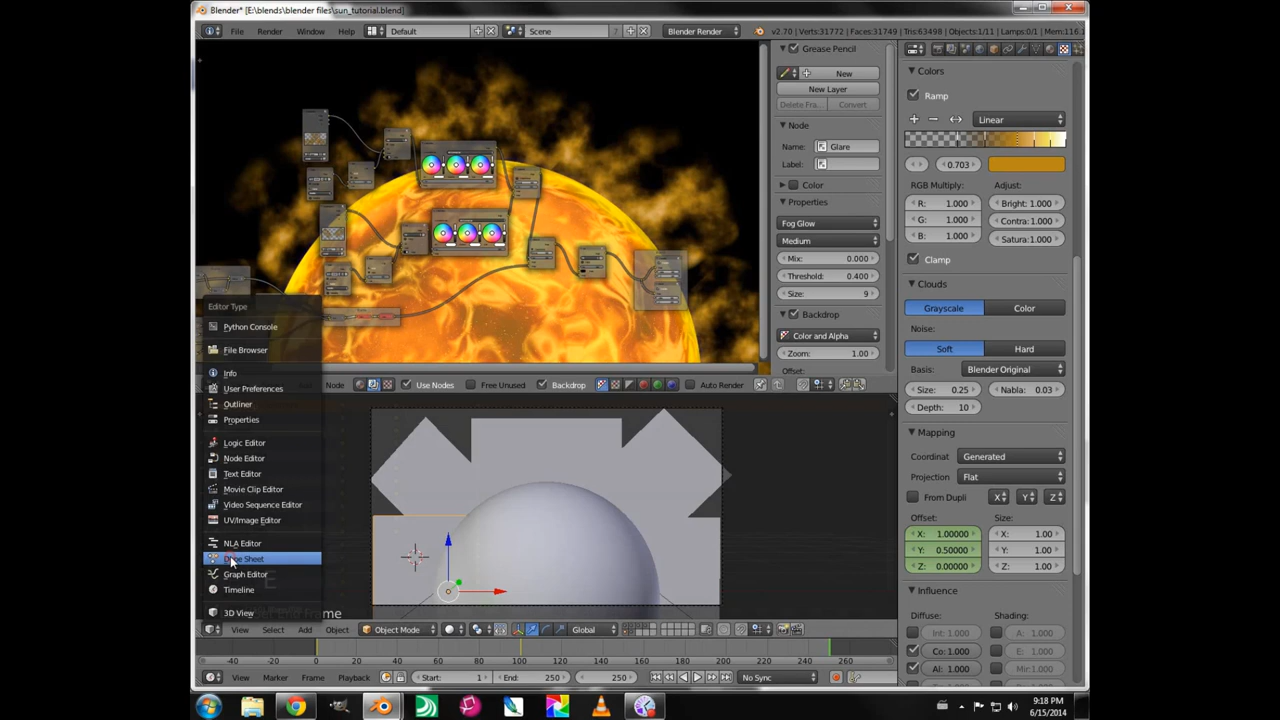 Blender* [E:\blends\blender files\sun_tutorial.blend]
File Render Window Help Default Scene 7 Blender Render v2.70 | Verts:31772 | Faces:31749 | Tris:63498 | Objects:1/11 | Lamps:0/1 | Mem:116.1
Grease Pencil
New
New Layer
Delete Fra... Convert
Node
Name: Glare
Label:
Color
Properties
Fog Glow
Medium
Mix: 0.000
Threshold: 0.400
Size: 9
Backdrop
Color and Alpha
Zoom: 1.00
Offset:
Colors
Ramp
Linear
0.703
RGB Multiply: Adjust:
R: 1.000 Bright: 1.000
G: 1.000 Contra: 1.000
B: 1.000 Satura: 1.000
Clamp
Clouds
Grayscale Color
Noise:
Soft Hard
Basis: Blender Original
Size: 0.25 Nabla: 0.03
Depth: 10
Mapping
Coordinat Generated
Projection Flat
From Dupli X Y Z
Offset: Size:
X: 1.00000 X: 1.00
Y: 0.50000 Y: 1.00
Z: 0.00000 Z: 1.00
Influence
Diffuse: Shading:
Int: 1.000 A: 1.000
Co: 1.000 E: 1.000
Al: 1.000 Mir: 1.000
Editor Type
Python Console
File Browser
Info
User Preferences
Outliner
Properties
Logic Editor
Node Editor
Text Editor
Movie Clip Editor
Video Sequence Editor
UV/Image Editor
NLA Editor
Dope Sheet
Graph Editor
Timeline
3D View
Node Use Nodes Free Unused Backdrop Auto Render
View Select Add Object Object Mode Global
-40 -20 0 20 40 60 80 100 120 140 160 180 200 220 240 260
View Marker Frame Playback Start: 1 End: 250 250 No Sync
9:18 PM
6/15/2014